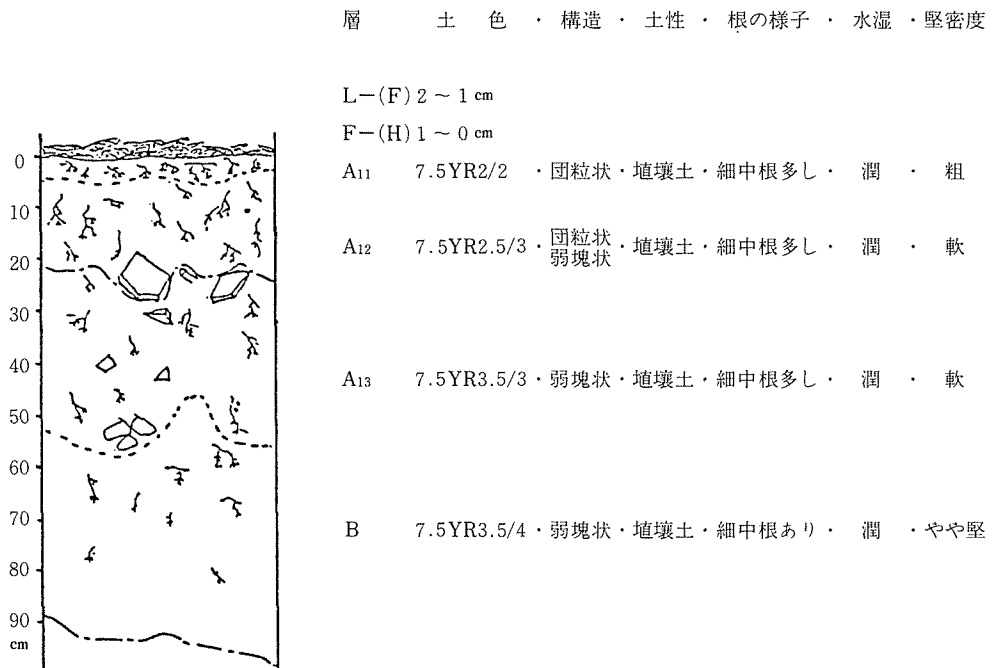 層 土 色 ・ 構造 ・ 土性 ・ 根の様子 ・ 水湿 ・堅密度
L−(F) 2 ~ 1 cm
F−(H) 1 ~ 0 cm
A11 7.5YR2/2 ・団粒状・埴壌土・細中根多し・ 潤 ・ 粗
A12 7.5YR2.5/3・団粒状 弱塊状・埴壌土・細中根多し・ 潤 ・ 軟
A13 7.5YR3.5/3・弱塊状・埴壌土・細中根多し・ 潤 ・ 軟
B 7.5YR3.5/4・弱塊状・埴壌土・細中根あり・ 潤 ・やや堅
0
10
20
30
40
50
60
70
80
90
cm